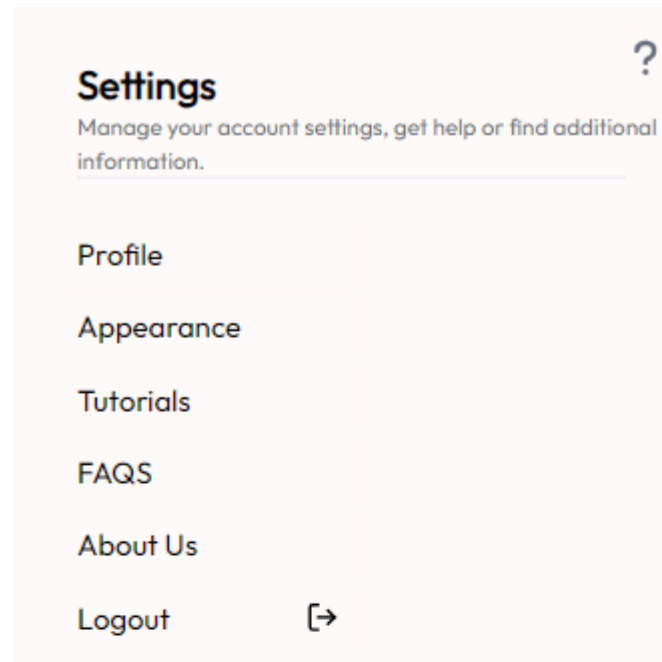 ?
Settings
Manage your account settings, get help or find additional
information.
Profile
Appearance
Tutorials
FAQS
About Us
Logout